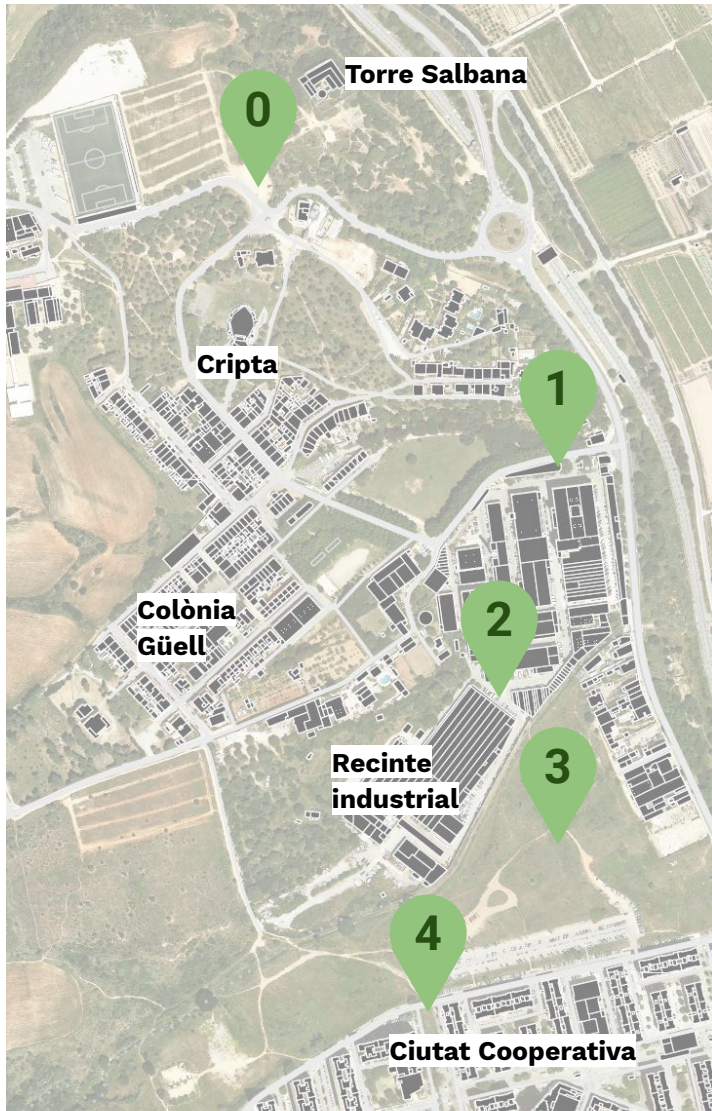 Torre Salbana
0
Cripta
1
Colònia
Güell
2
Recinte
industrial
3
4
Ciutat Cooperativa